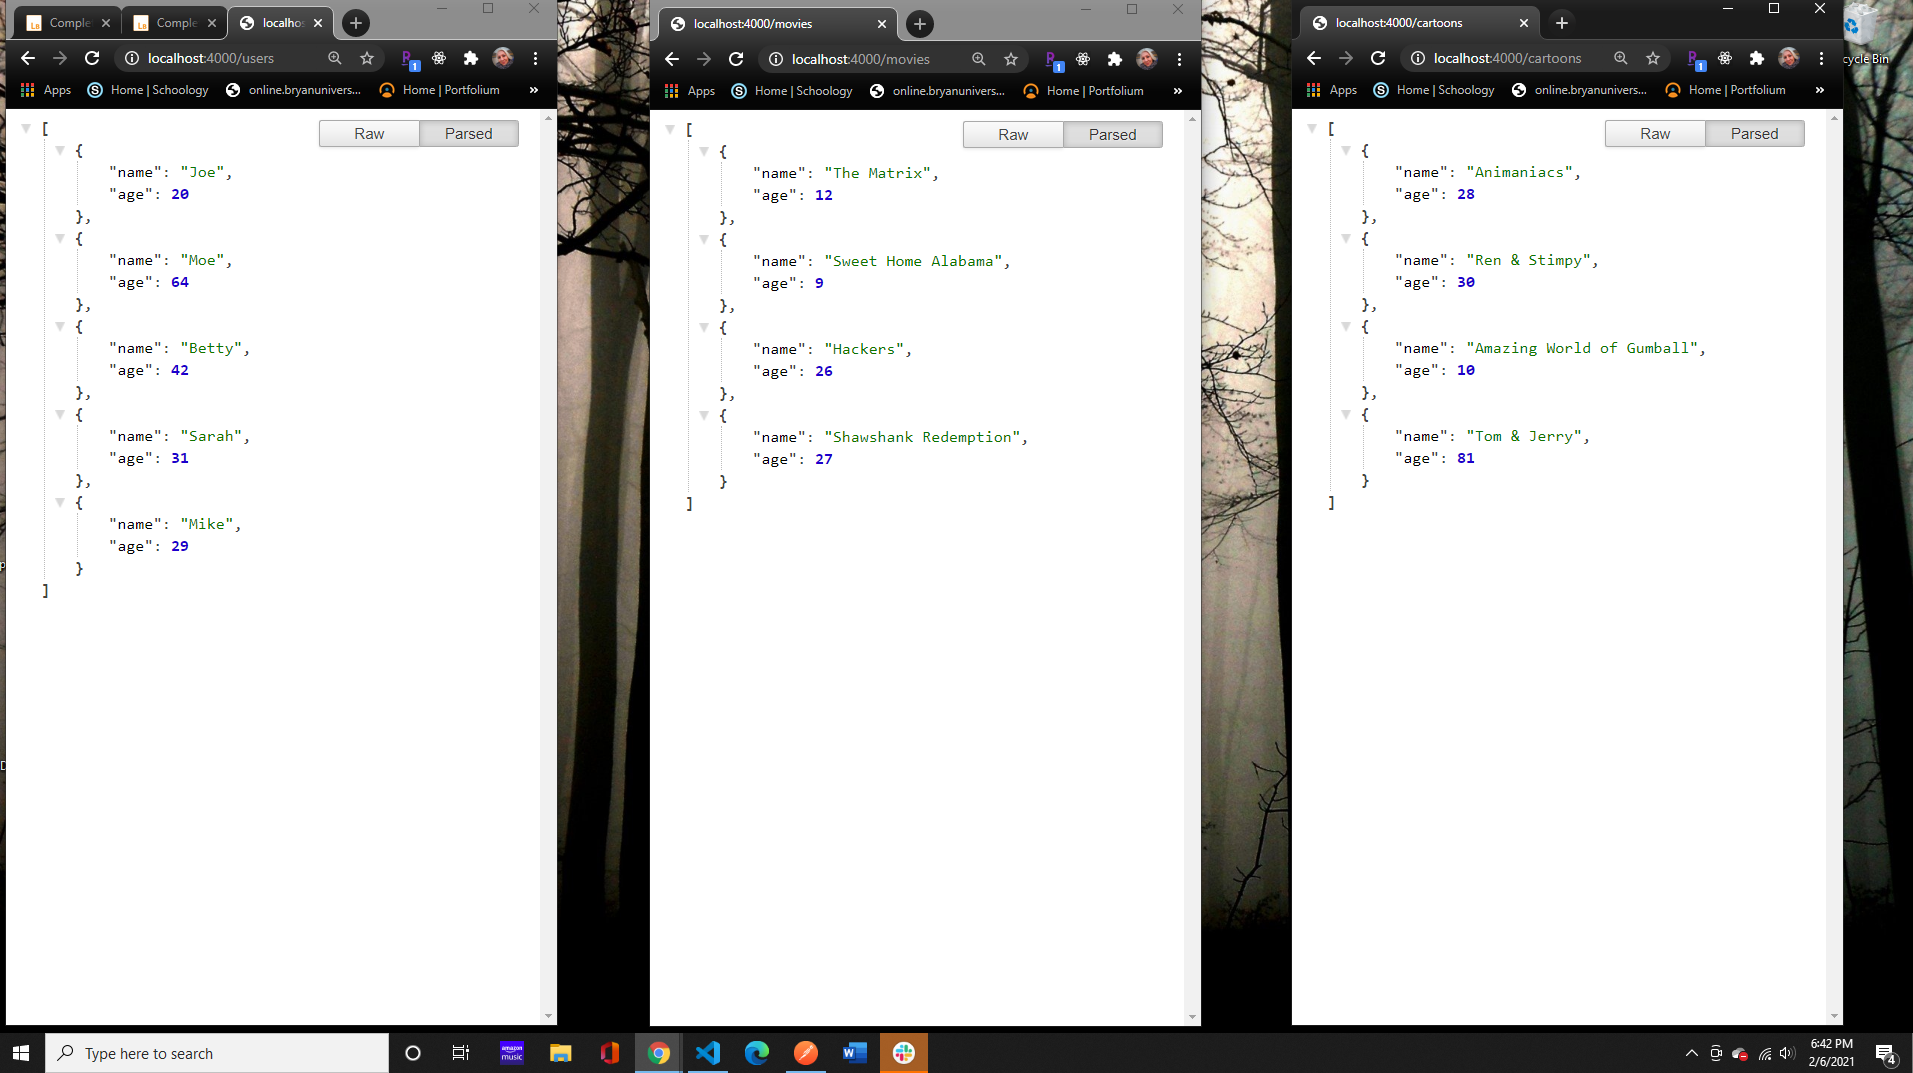 Comple
Comple
localhos
localhost:4000/users
Apps
Home | Schoology
online.bryanunivers...
Home | Portfolium
»
Raw
Parsed
[
{
"name": "Joe",
"age": 20
},
{
"name": "Moe",
"age": 64
},
{
"name": "Betty",
"age": 42
},
{
"name": "Sarah",
"age": 31
},
{
"name": "Mike",
"age": 29
}
]
localhost:4000/movies
localhost:4000/movies
Apps
Home | Schoology
online.bryanunivers...
Home | Portfolium
»
Raw
Parsed
[
{
"name": "The Matrix",
"age": 12
},
{
"name": "Sweet Home Alabama",
"age": 9
},
{
"name": "Hackers",
"age": 26
},
{
"name": "Shawshank Redemption",
"age": 27
}
]
localhost:4000/cartoons
localhost:4000/cartoons
Apps
Home | Schoology
online.bryanunivers...
Home | Portfolium
»
Raw
Parsed
[
{
"name": "Animaniacs",
"age": 28
},
{
"name": "Ren & Stimpy",
"age": 30
},
{
"name": "Amazing World of Gumball",
"age": 10
},
{
"name": "Tom & Jerry",
"age": 81
}
]
cycle Bin
Type here to search
amazon
music
6:42 PM
2/6/2021
4